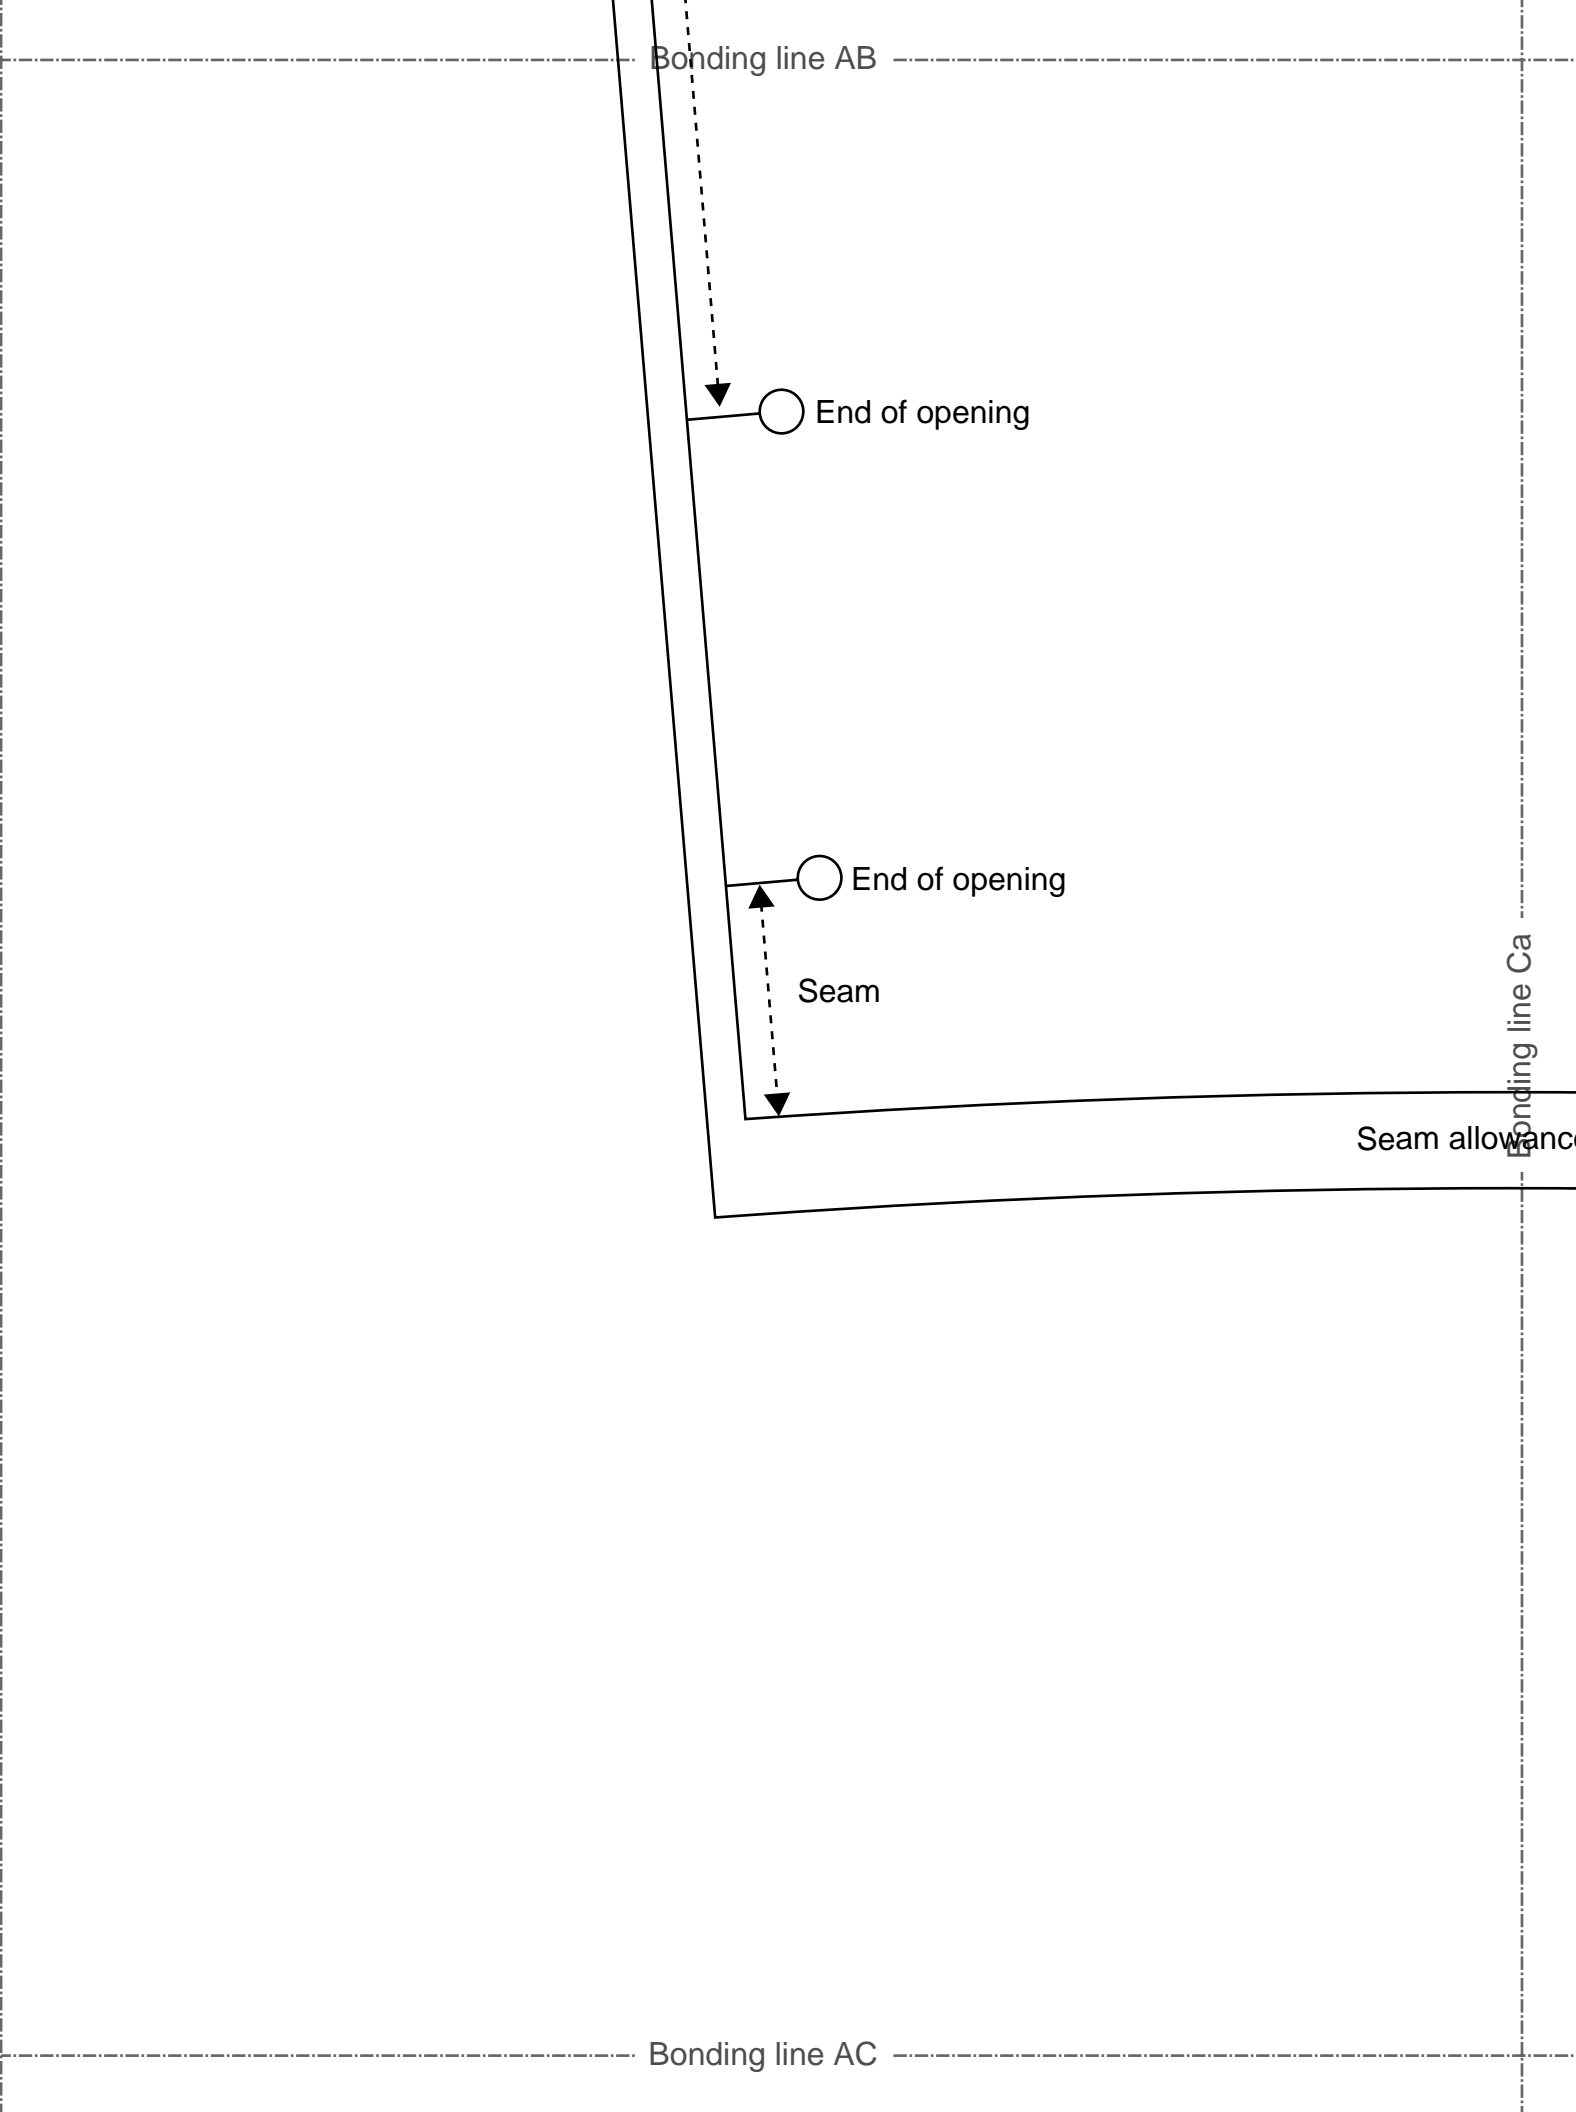 Bonding line AB
End of opening
End of opening
Bonding line Ca
Seam
Seam allowance
Bonding line AC